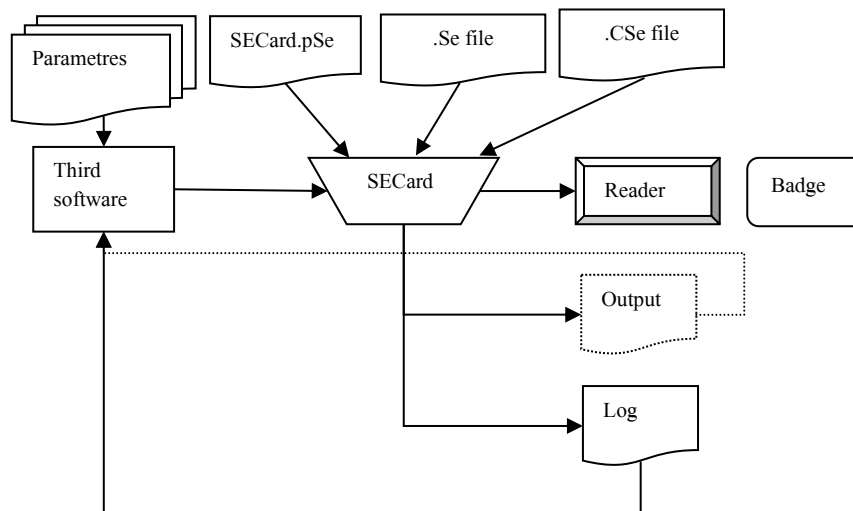 Parametres
SECard.pSe
.Se file
.CSe file
Third
software
SECard
Reader
Badge
Output
Log